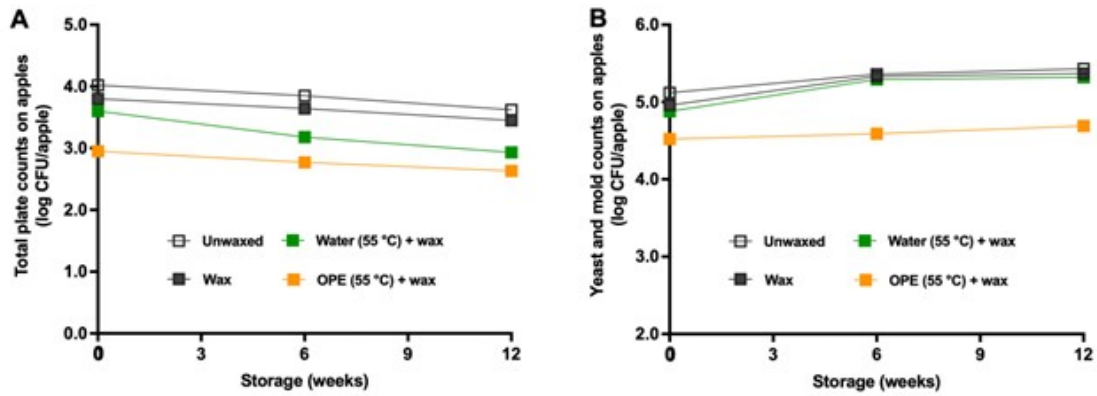 A
Total plate counts on apples
(log CFU/apple)
5.0
4.0
3.0
2.0
1.0
0.0
Unwaxed
Water (55 °C) + wax
Wax
OPE (55 °C) + wax
0
3
6
9
12
Storage (weeks)
B
Yeast and mold counts on apples
(log CFU/apple)
6.0
5.0
4.0
3.0
2.0
Unwaxed
Water (55 °C) + wax
Wax
OPE (55 °C) + wax
0
3
6
9
12
Storage (weeks)